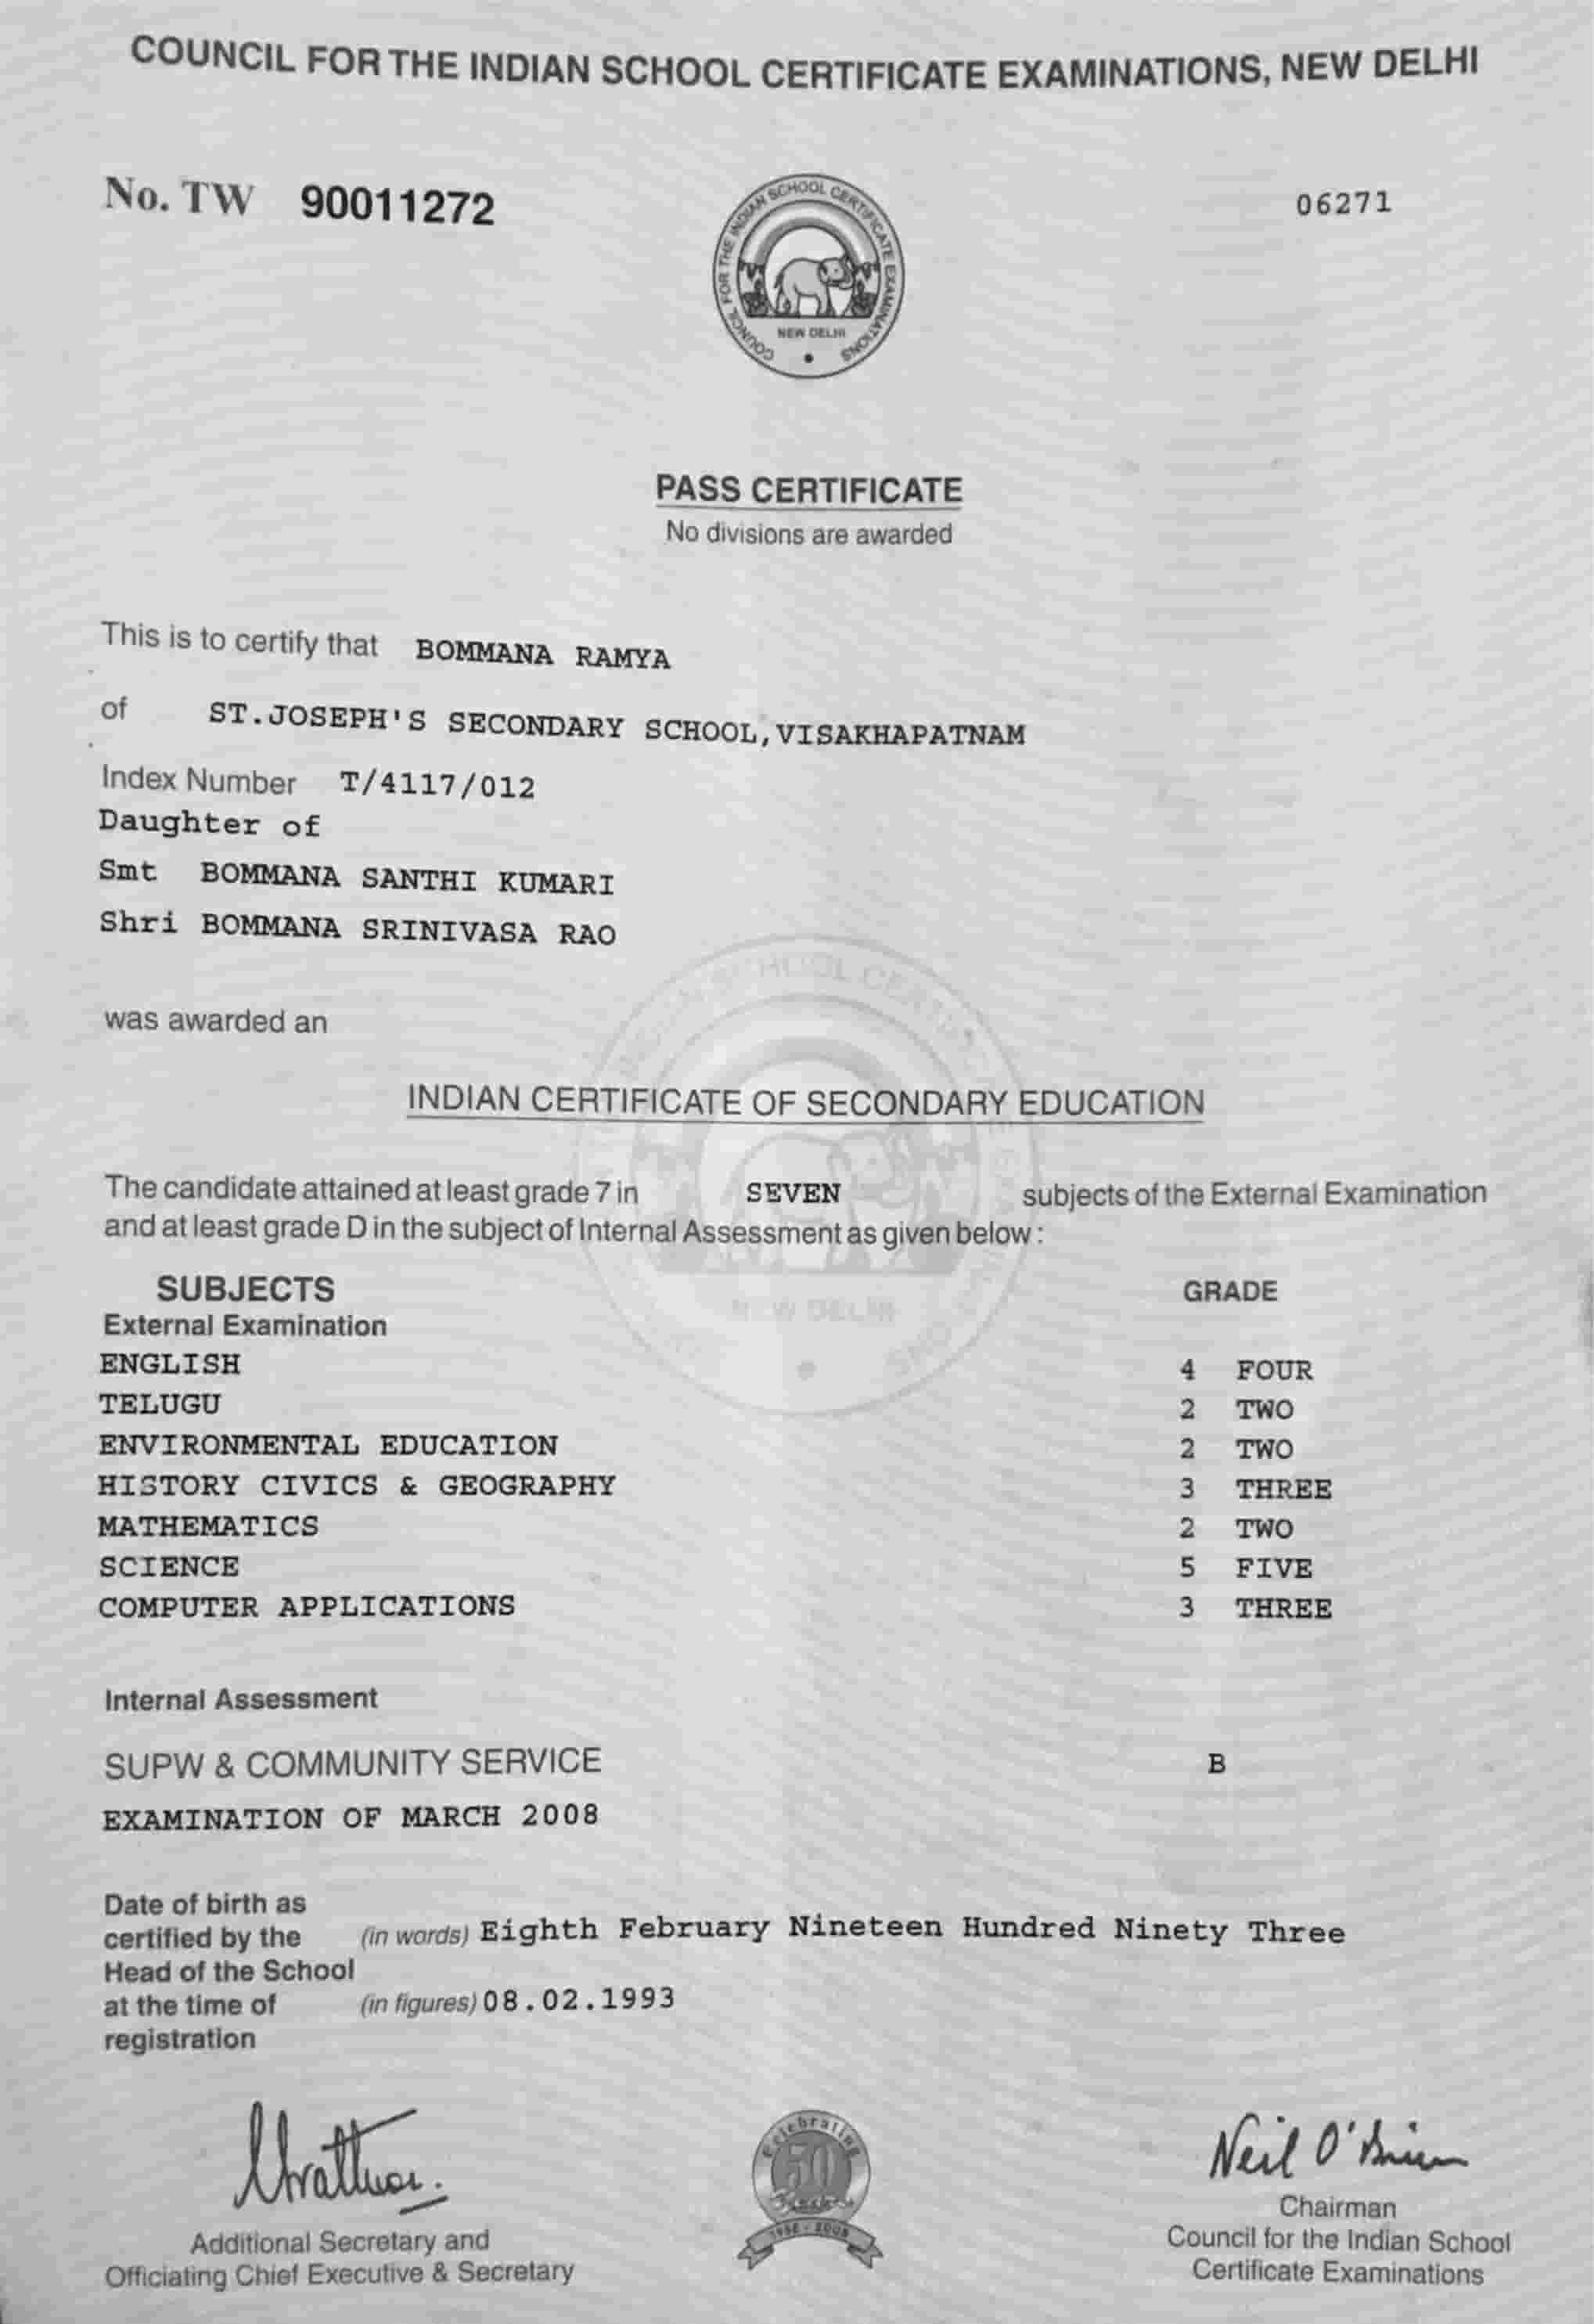 COUNCIL FOR THE INDIAN SCHOOL CERTIFICATE EXAMINATIONS, NEW DELHI
No. TW 90011272
06271
COUNCIL FOR THE INDIAN SCHOOL CERTIFICATE EXAMINATIONS
NEW DELHI
PASS CERTIFICATE
No divisions are awarded
This is to certify that BOMMANA RAMYA
of ST.JOSEPH'S SECONDARY SCHOOL,VISAKHAPATNAM
Index Number T/4117/012
Daughter of
Smt BOMMANA SANTHI KUMARI
Shri BOMMANA SRINIVASA RAO
was awarded an
INDIAN CERTIFICATE OF SECONDARY EDUCATION
The candidate attained at least grade 7 in SEVEN subjects of the External Examination
and at least grade D in the subject of Internal Assessment as given below :
SUBJECTS GRADE
External Examination
ENGLISH 4 FOUR
TELUGU 2 TWO
ENVIRONMENTAL EDUCATION 2 TWO
HISTORY CIVICS & GEOGRAPHY 3 THREE
MATHEMATICS 2 TWO
SCIENCE 5 FIVE
COMPUTER APPLICATIONS 3 THREE
NEW DELHI
Internal Assessment
SUPW & COMMUNITY SERVICE B
EXAMINATION OF MARCH 2008
Date of birth as
certified by the (in words) Eighth February Nineteen Hundred Ninety Three
Head of the School
at the time of (in figures) 08.02.1993
registration
Neil O'Brien
Celebrating
50
Additional Secretary and
Officiating Chief Executive & Secretary
Chairman
Council for the Indian School
Certificate Examinations